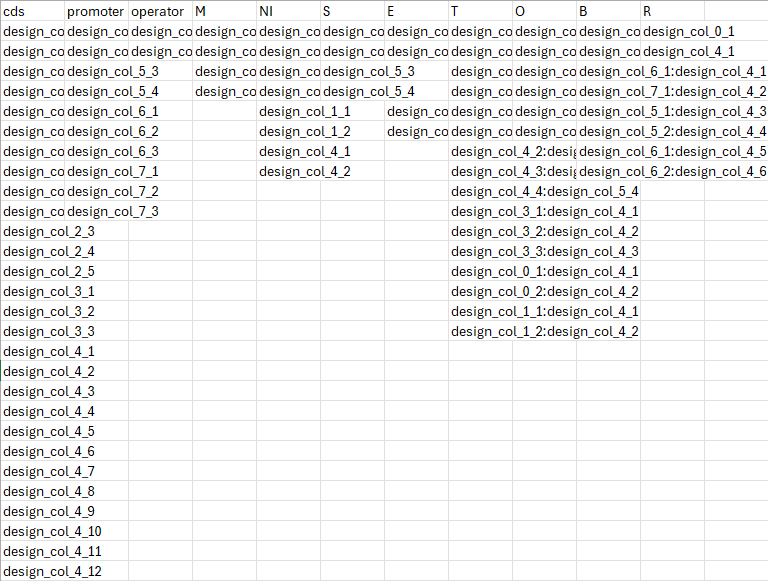 cds promoter operator M NI S E T O B R
design_co design_co design_co design_co design_co design_co design_co design_co design_co design_co design_col_0_1
design_co design_co design_co design_co design_co design_co design_co design_co design_co design_co design_col_4_1
design_co design_col_5_3 design_co design_co design_col_5_3 design_co design_co design_col_6_1:design_col_4_1
design_co design_col_5_4 design_co design_co design_col_5_4 design_co design_co design_col_7_1:design_col_4_2
design_co design_col_6_1 design_col_1_1 design_co design_co design_co design_col_5_1:design_col_4_3
design_co design_col_6_2 design_col_1_2 design_co design_co design_co design_col_5_2:design_col_4_4
design_co design_col_6_3 design_col_4_1 design_col_4_2:desig design_col_6_1:design_col_4_5
design_co design_col_7_1 design_col_4_2 design_col_4_3:desig design_col_6_2:design_col_4_6
design_co design_col_7_2 design_col_4_4:design_col_5_4
design_co design_col_7_3 design_col_3_1:design_col_4_1
design_col_2_3 design_col_3_2:design_col_4_2
design_col_2_4 design_col_3_3:design_col_4_3
design_col_2_5 design_col_0_1:design_col_4_1
design_col_3_1 design_col_0_2:design_col_4_2
design_col_3_2 design_col_1_1:design_col_4_1
design_col_3_3 design_col_1_2:design_col_4_2
design_col_4_1
design_col_4_2
design_col_4_3
design_col_4_4
design_col_4_5
design_col_4_6
design_col_4_7
design_col_4_8
design_col_4_9
design_col_4_10
design_col_4_11
design_col_4_12